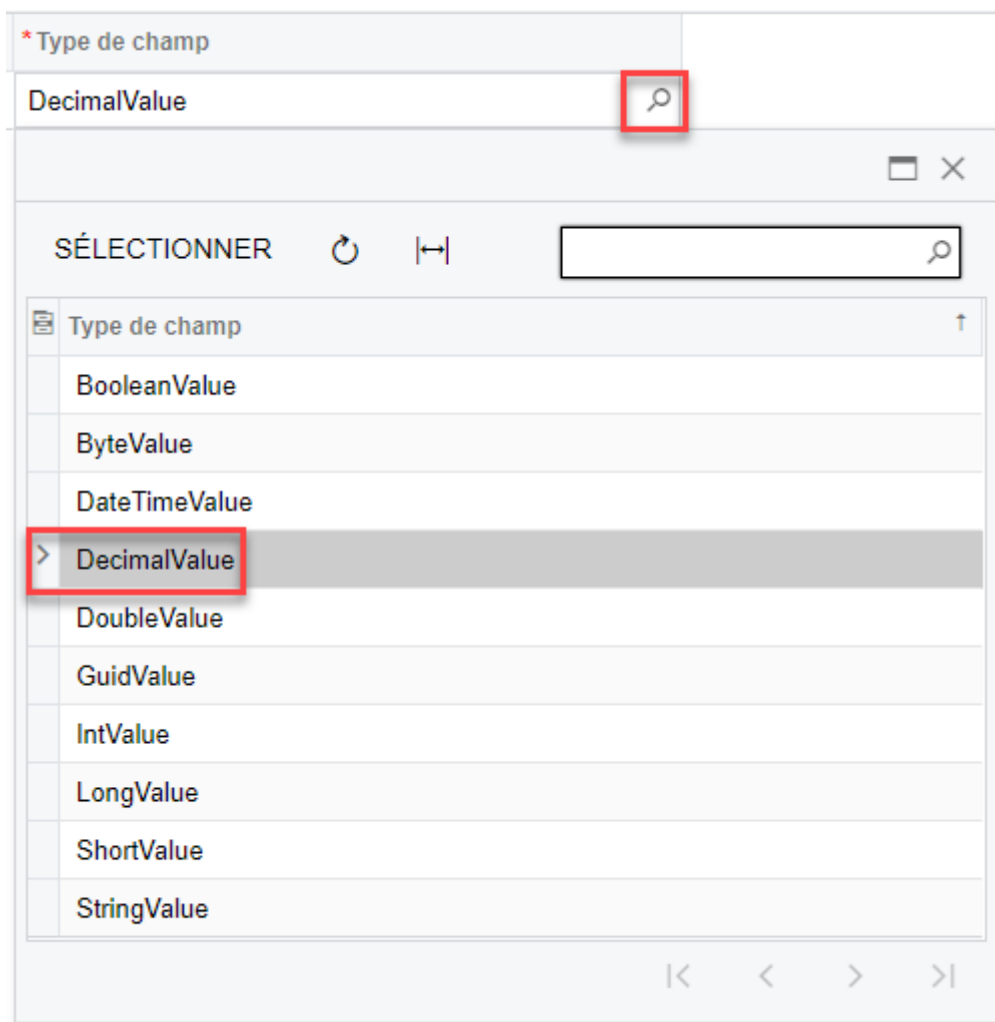 * Type de champ
DecimalValue
SÉLECTIONNER
Type de champ
BooleanValue
ByteValue
DateTimeValue
DecimalValue
DoubleValue
GuidValue
IntValue
LongValue
ShortValue
StringValue